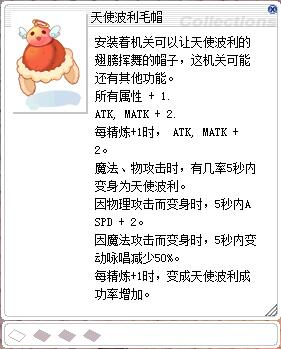 天使波利毛帽
Collections
安装着机关可以让天使波利的
翅膀挥舞的帽子，这机关可能
还有其他功能。
所有属性 + 1.
ATK, MATK + 2.
每精炼+1时， ATK, MATK +
2。
魔法、物攻击时，有几率5秒内
变身为天使波利。
因物理攻击而变身时，5秒内A
SPD + 2。
因魔法攻击而变身时，5秒内变
动咏唱减少50%。
每精炼+1时，变成天使波利成
功率增加。